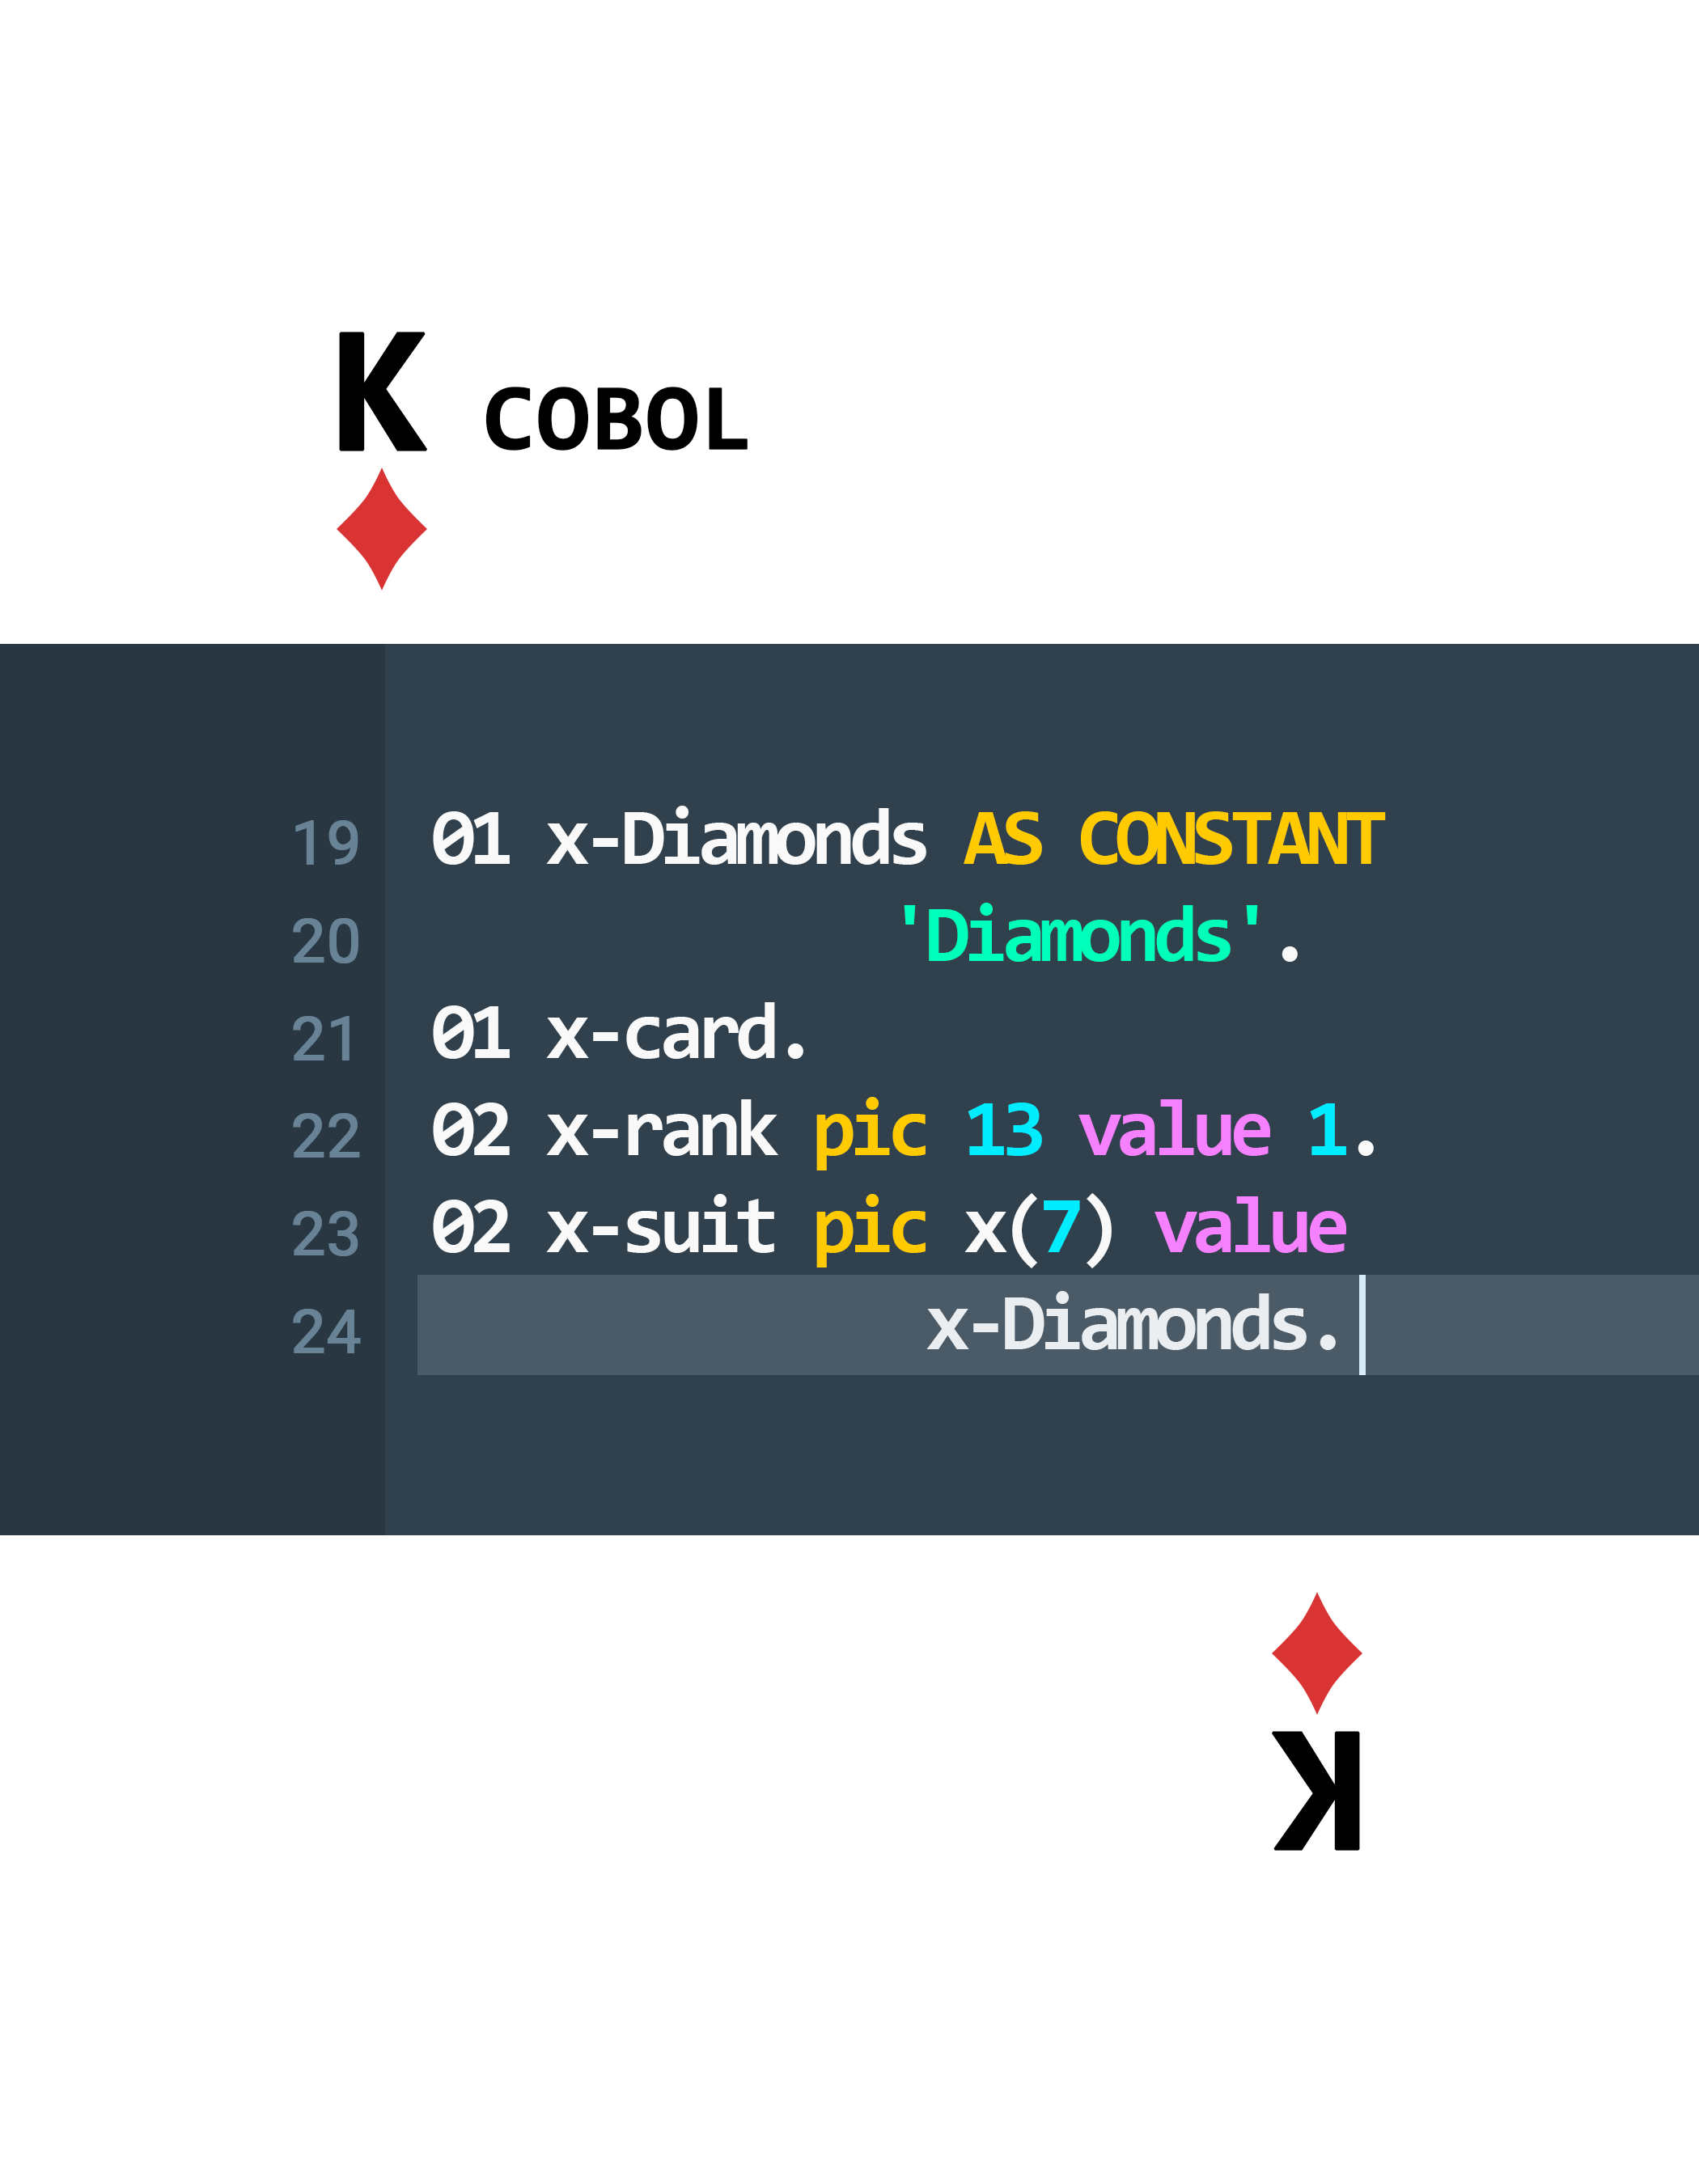 K COBOL
19 01 x-Diamonds AS CONSTANT
20 'Diamonds'.
21 01 x-card.
22 02 x-rank pic 13 value 1.
23 02 x-suit pic x(7) value
24 x-Diamonds.
K